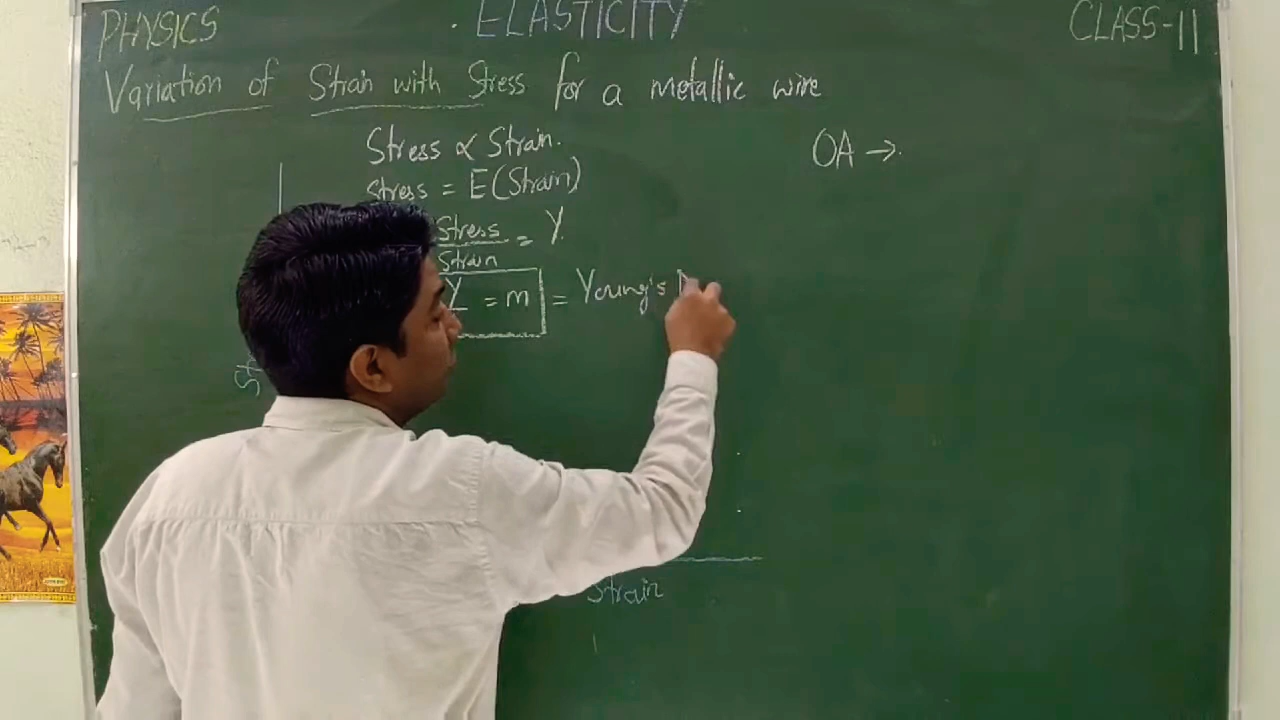 PHYSICS ELASTICITY CLASS-11
Variation of Strain with Stress for a metallic wire
Stress ∝ Strain.
OA →
Stress = E(Strain)
Stress
Strain
= Y.
Y = m = Young's
Strain